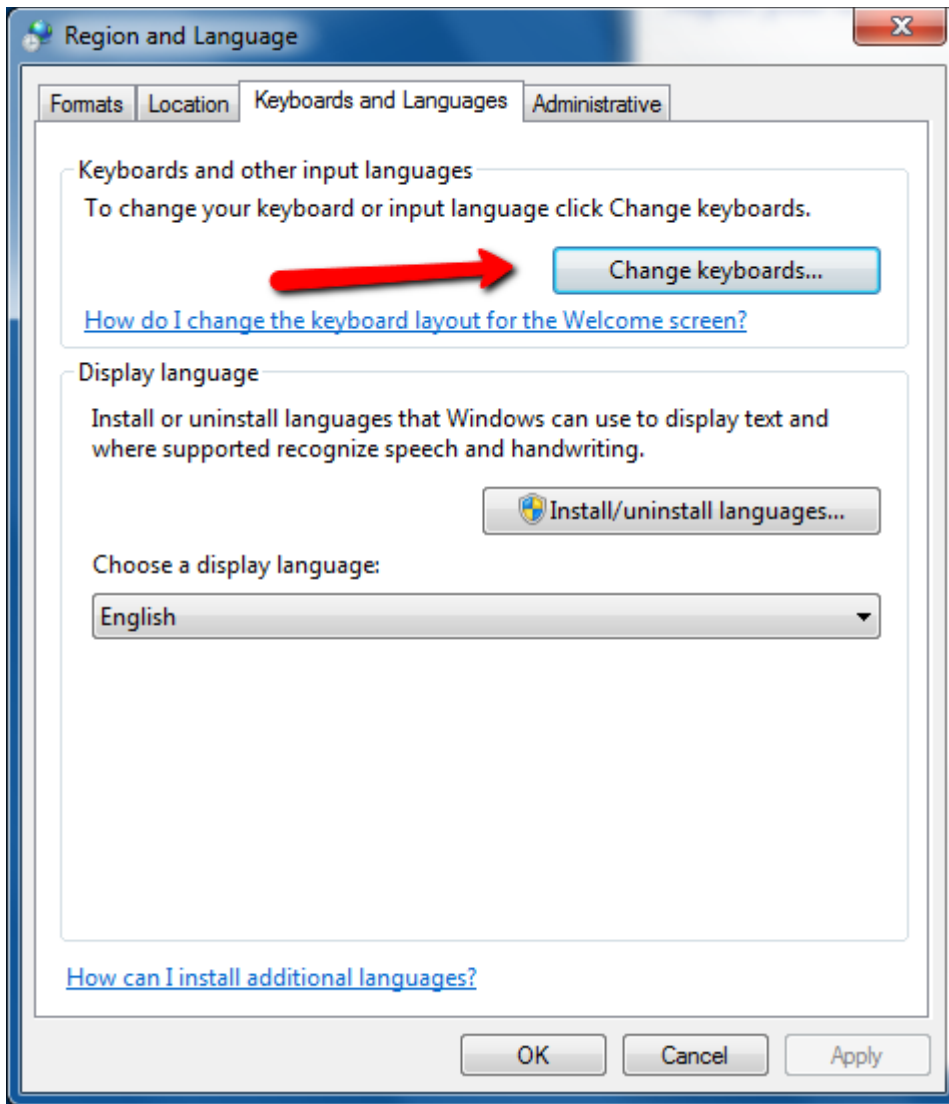 Region and Language
Formats Location Keyboards and Languages Administrative
Keyboards and other input languages
To change your keyboard or input language click Change keyboards.
Change keyboards...
How do I change the keyboard layout for the Welcome screen?
Display language
Install or uninstall languages that Windows can use to display text and
where supported recognize speech and handwriting.
Install/uninstall languages...
Choose a display language:
English
How can I install additional languages?
OK Cancel Apply